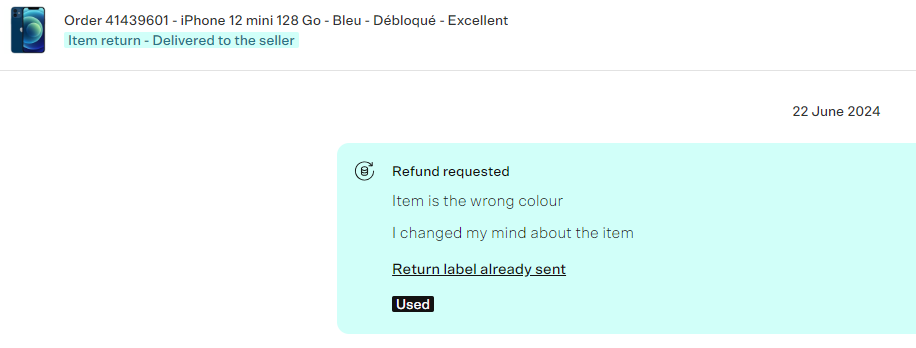 Order 41439601 - iPhone 12 mini 128 Go - Bleu - Débloqué - Excellent
Item return - Delivered to the seller
22 June 2024
Refund requested
Item is the wrong colour
I changed my mind about the item
Return label already sent
Used